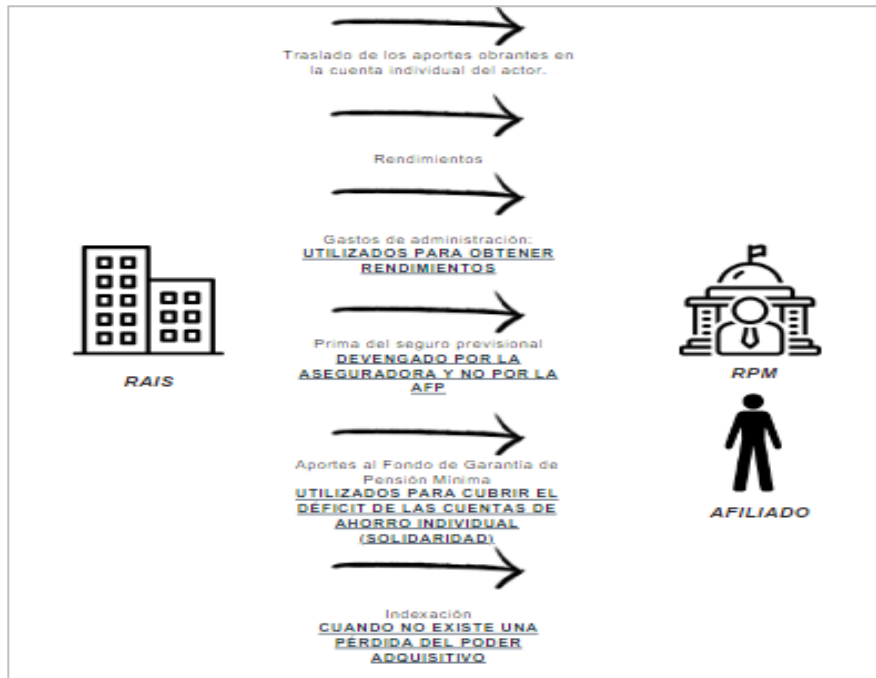 Traslado de los aportes obrantes en
la cuenta individual del actor.
Rendimientos
Gastos de administración:
UTILIZADOS PARA OBTENER
RENDIMIENTOS
Prima del seguro previsional
DEVENGADO POR LA
ASEGURADORA Y NO POR LA
AFP
RAIS
RPM
Aportes al Fondo de Garantía de
Pensión Mínima
UTILIZADOS PARA CUBRIR EL
DÉFICIT DE LAS CUENTAS DE
AHORRO INDIVIDUAL
(SOLIDARIDAD)
AFILIADO
Indexación
CUANDO NO EXISTE UNA
PÉRDIDA DEL PODER
ADQUISITIVO